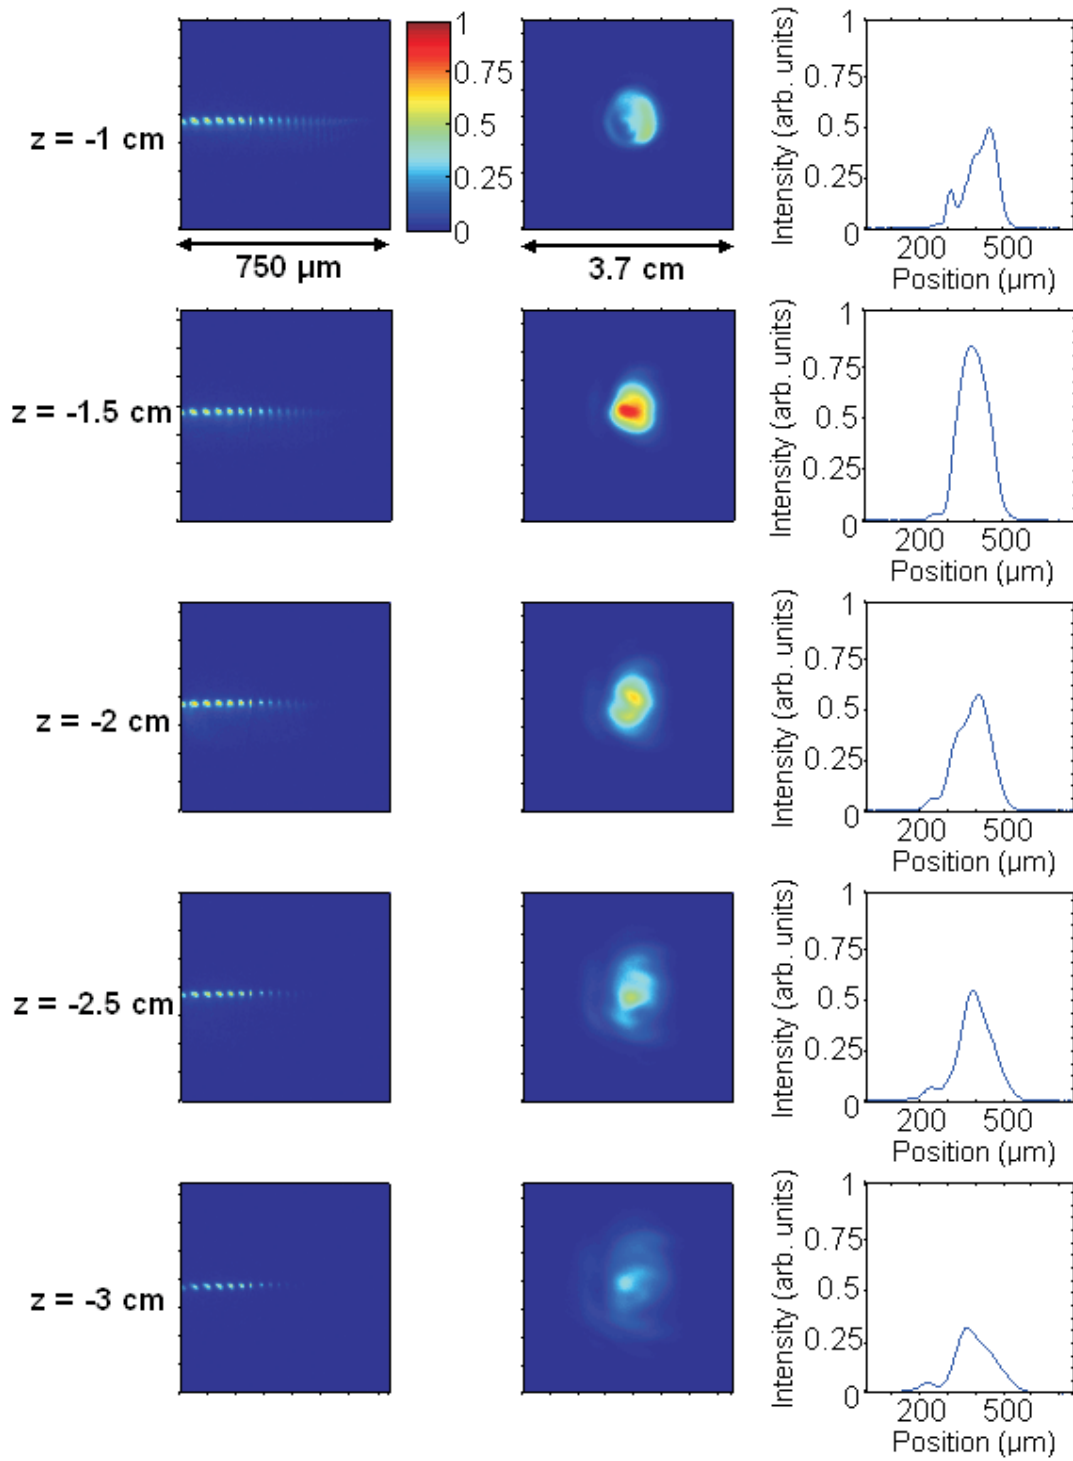 z = -1 cm
1
0.75
0.5
0.25
0
750 µm
3.7 cm
Intensity (arb. units)
1
0.75
0.5
0.25
0
200 500
Position (µm)
z = -1.5 cm
Intensity (arb. units)
1
0.75
0.5
0.25
0
200 500
Position (µm)
z = -2 cm
Intensity (arb. units)
1
0.75
0.5
0.25
0
200 500
Position (µm)
z = -2.5 cm
Intensity (arb. units)
1
0.75
0.5
0.25
0
200 500
Position (µm)
z = -3 cm
Intensity (arb. units)
1
0.75
0.5
0.25
0
200 500
Position (µm)